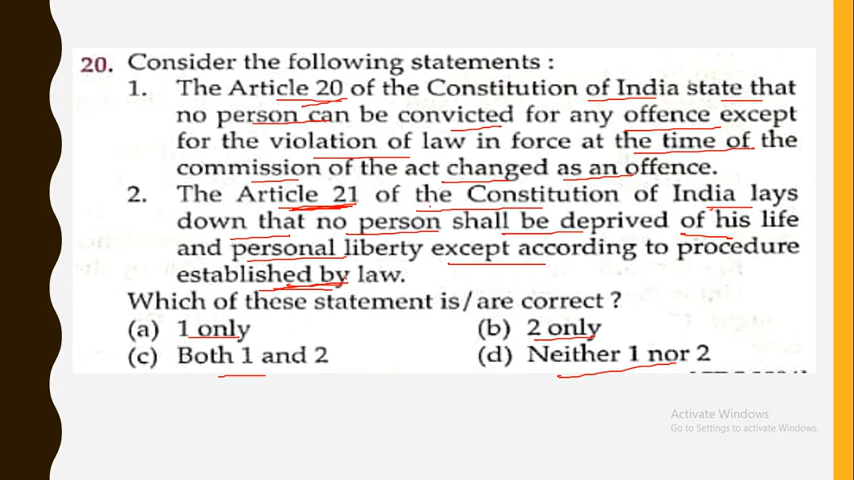 20. Consider the following statements :
1. The Article 20 of the Constitution of India state that
no person can be convicted for any offence except
for the violation of law in force at the time of the
commission of the act changed as an offence.
2. The Article 21 of the Constitution of India lays
down that no person shall be deprived of his life
and personal liberty except according to procedure
established by law.
Which of these statement is/are correct ?
(a) 1 only (b) 2 only
(c) Both 1 and 2 (d) Neither 1 nor 2
Activate Windows
Go to Settings to activate Windows.